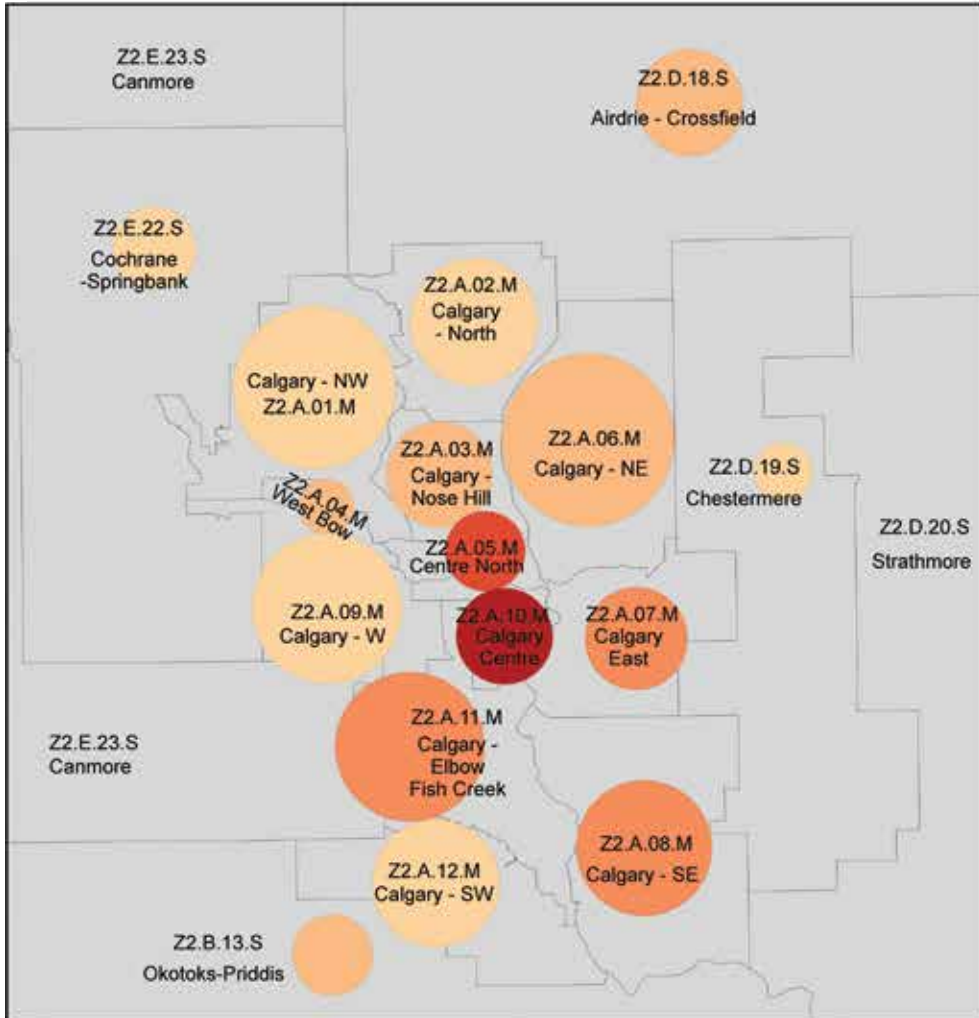 Z2.E.23.S
Canmore
Z2.D.18.S
Airdrie - Crossfield
Z2.E.22.S
Cochrane
-Springbank
Z2.A.02.M
Calgary
- North
Calgary - NW
Z2.A.01.M
Z2.A.03.M
Calgary -
Nose Hill
Z2.A.06.M
Calgary - NE
Z2.D.19.S
Chestermere
Z2.A.04.M
West Bow
Z2.A.05.M
Centre North
Z2.D.20.S
Strathmore
Z2.A.09.M
Calgary - W
Z2.A.10.M
Calgary
Centre
Z2.A.07.M
Calgary
East
Z2.E.23.S
Canmore
Z2.A.11.M
Calgary -
Elbow
Fish Creek
Z2.A.08.M
Calgary - SE
Z2.A.12.M
Calgary - SW
Z2.B.13.S
Okotoks-Priddis